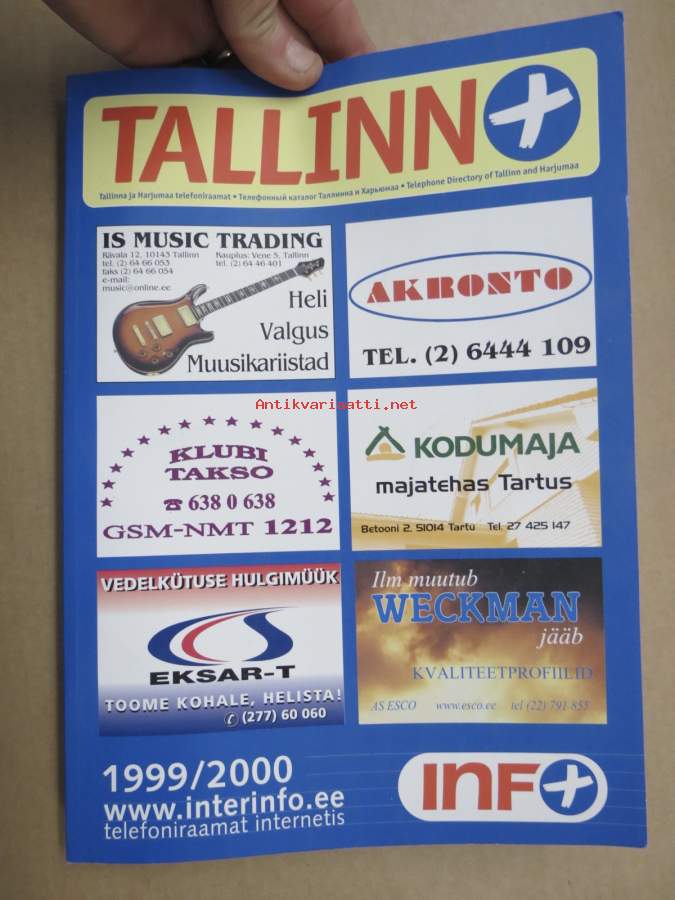 TALLINN+
Tallinna ja Harjumaa telefoniraamat • Телефонный каталог Таллинна и Харьюмаа • Telephone Directory of Tallinn and Harjumaa
IS MUSIC TRADING
Rävala 12, 10143 Tallinn
tel: (2) 64 66 053
faks (2) 64 66 054
e-mail:
music@online.ee
Kauplus: Vene 5, Tallinn
tel. (2) 64 46 401
Heli
Valgus
Muusikariistad
AKRONTO
TEL. (2) 6444 109
Antikvariaatti.net
KLUBI
TAKSO
☎ 638 0 638
GSM-NMT 1212
KODUMAJA
majatehas Tartus
Betooni 2. 51014 Tartu Tel. 27 425 147
VEDELKÜTUSE HULGIMÜÜK
EKSAR-T
TOOME KOHALE, HELISTA!
✆ (277) 60 060
Ilm muutub
WECKMAN
jääb
KVALITEETPROFIILID
AS ESCO www.esco.ee tel (22) 791 855
1999/2000
www.interinfo.ee
telefoniraamat internetis
INF+